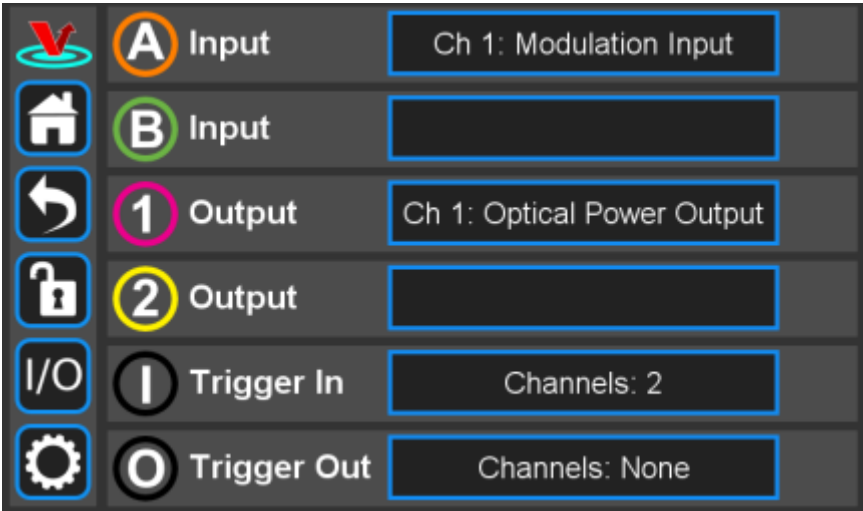 A Input Ch 1: Modulation Input
B Input
1 Output Ch 1: Optical Power Output
2 Output
I/O I Trigger In Channels: 2
O Trigger Out Channels: None